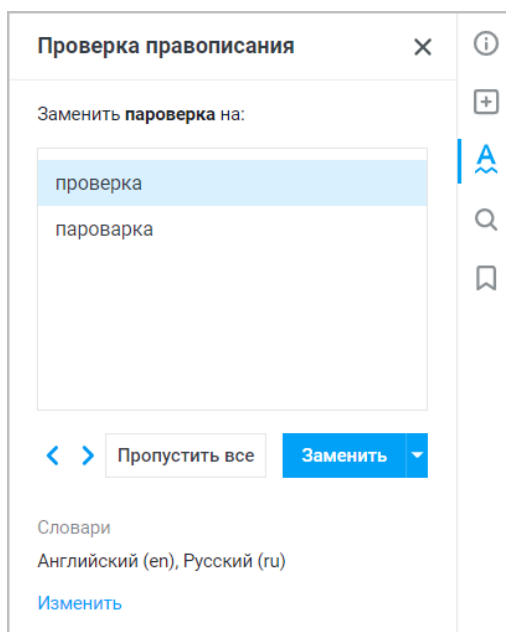 Проверка правописания
Заменить пароверка на:
проверка
пароварка
Пропустить все
Заменить
Словари
Английский (en), Русский (ru)
Изменить